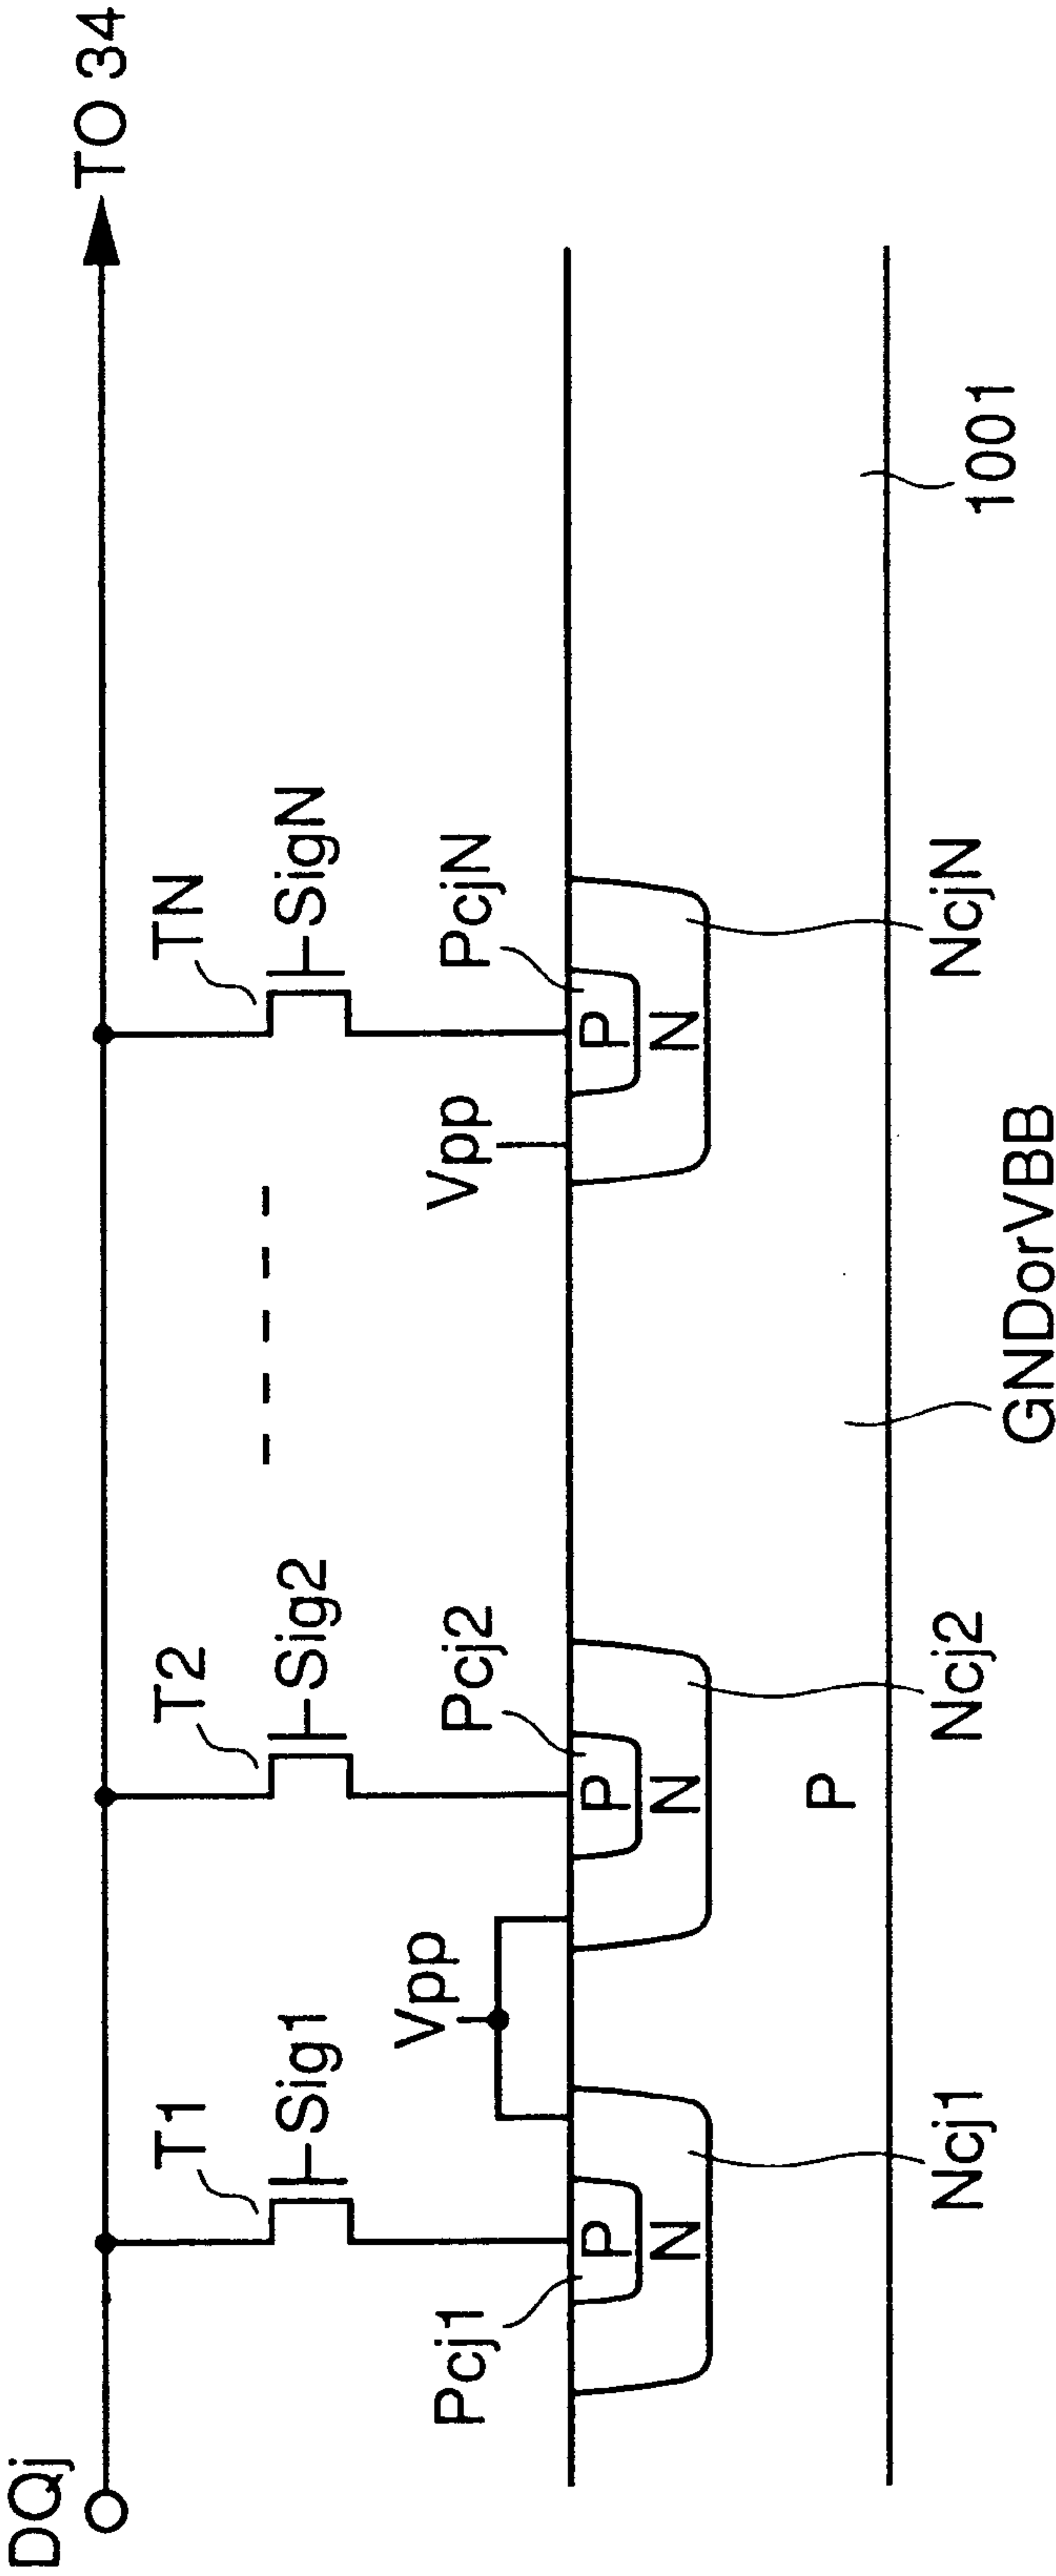 DQj
TO 34
T1
T2
TN
Sig1
Sig2
SigN
Vpp
Vpp
Pcj1
Pcj2
PcjN
P
P
P
N
N
N
P
Ncj1
Ncj2
NcjN
GNDorVBB
1001